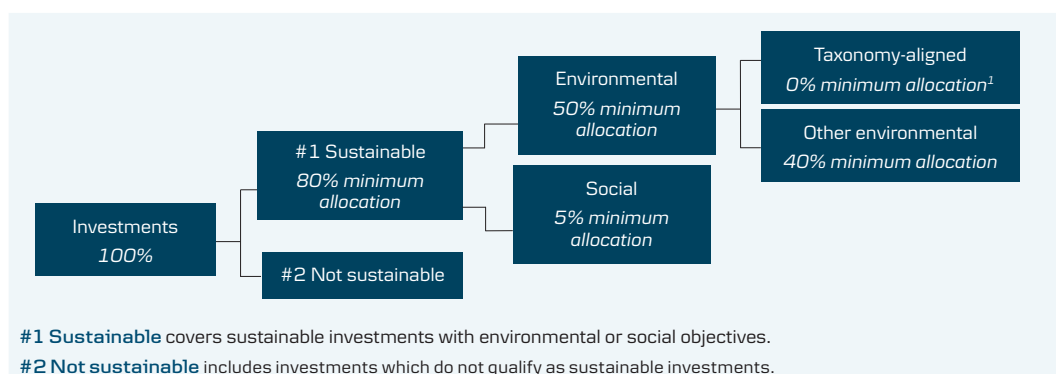 Taxonomy-aligned
0% minimum allocation¹
Environmental
50% minimum
allocation
Other environmental
40% minimum allocation
#1 Sustainable
80% minimum
allocation
Social
5% minimum
allocation
Investments
100%
#2 Not sustainable
#1 Sustainable covers sustainable investments with environmental or social objectives.
#2 Not sustainable includes investments which do not qualify as sustainable investments.